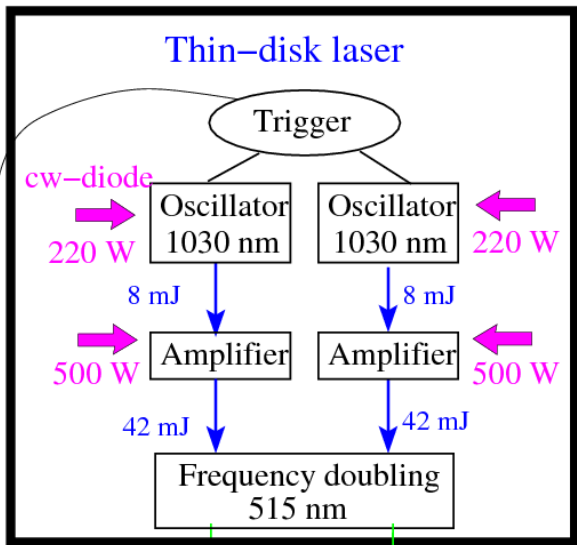 Thin−disk laser
Trigger
cw−diode
Oscillator
1030 nm
Oscillator
1030 nm
220 W
220 W
8 mJ
8 mJ
Amplifier
Amplifier
500 W
500 W
42 mJ
42 mJ
Frequency doubling
515 nm